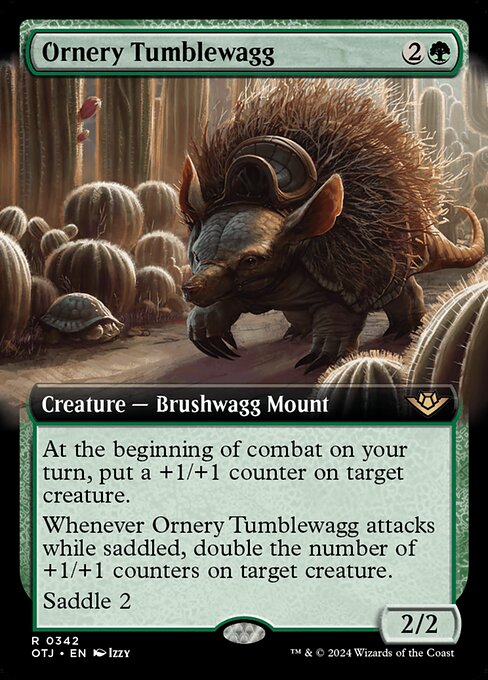 Ornery Tumblewagg 2
Creature — Brushwagg Mount
At the beginning of combat on your
turn, put a +1/+1 counter on target
creature.
Whenever Ornery Tumblewagg attacks
while saddled, double the number of
+1/+1 counters on target creature.
Saddle 2
2/2
R 0342
OTJ • EN Izzy
™ & © 2024 Wizards of the Coast